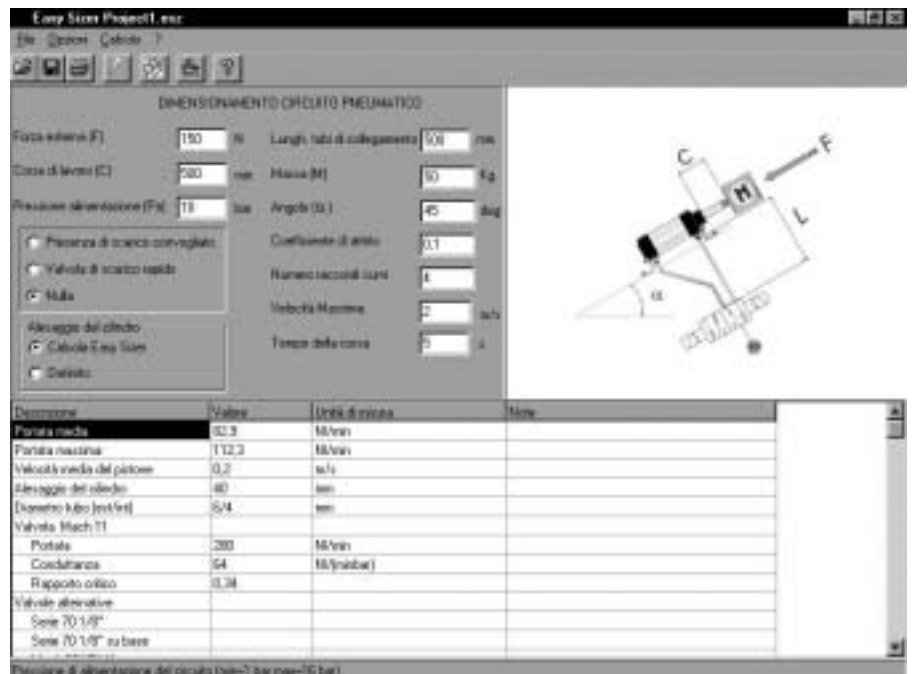 Easy Sizer Project1.esz
File Opzioni Calcolo ?
DIMENSIONAMENTO CIRCUITO PNEUMATICO
Forza esterna (F) 150 N
Lungh. tubi di collegamento 500 mm
Corsa di lavoro (C) 500 mm
Massa (M) 50 Kg
Pressione alimentazione (Pa) 10 bar
Angolo (α) 45 deg
Presenza di scarico convogliato
Coefficiente di attrito 0,1
Valvola di scarico rapido
Numero raccordi curvi 4
Nulla
Velocità Massima 2 m/s
Alesaggio del cilindro
Calcola Easy Sizer
Tempo della corsa 5 s
Definito
C
F
M
L
α
Descrizione Valore Unità di misura Note
Portata media Nl/min
Portata massima 112,3 Nl/min
Velocità media del pistone 0,2 m/s
Alesaggio del cilindro 40 mm
Diametro tubo (est/int) 6/4 mm
Valvola Mach 11
Portata 280 Nl/min
Conduttanza 64 Nl/(minbar)
Rapporto critico 0,34
Valvole alternative
Serie 70 1/8"
Serie 70 1/8" su base
Pressione di alimentazione del circuito